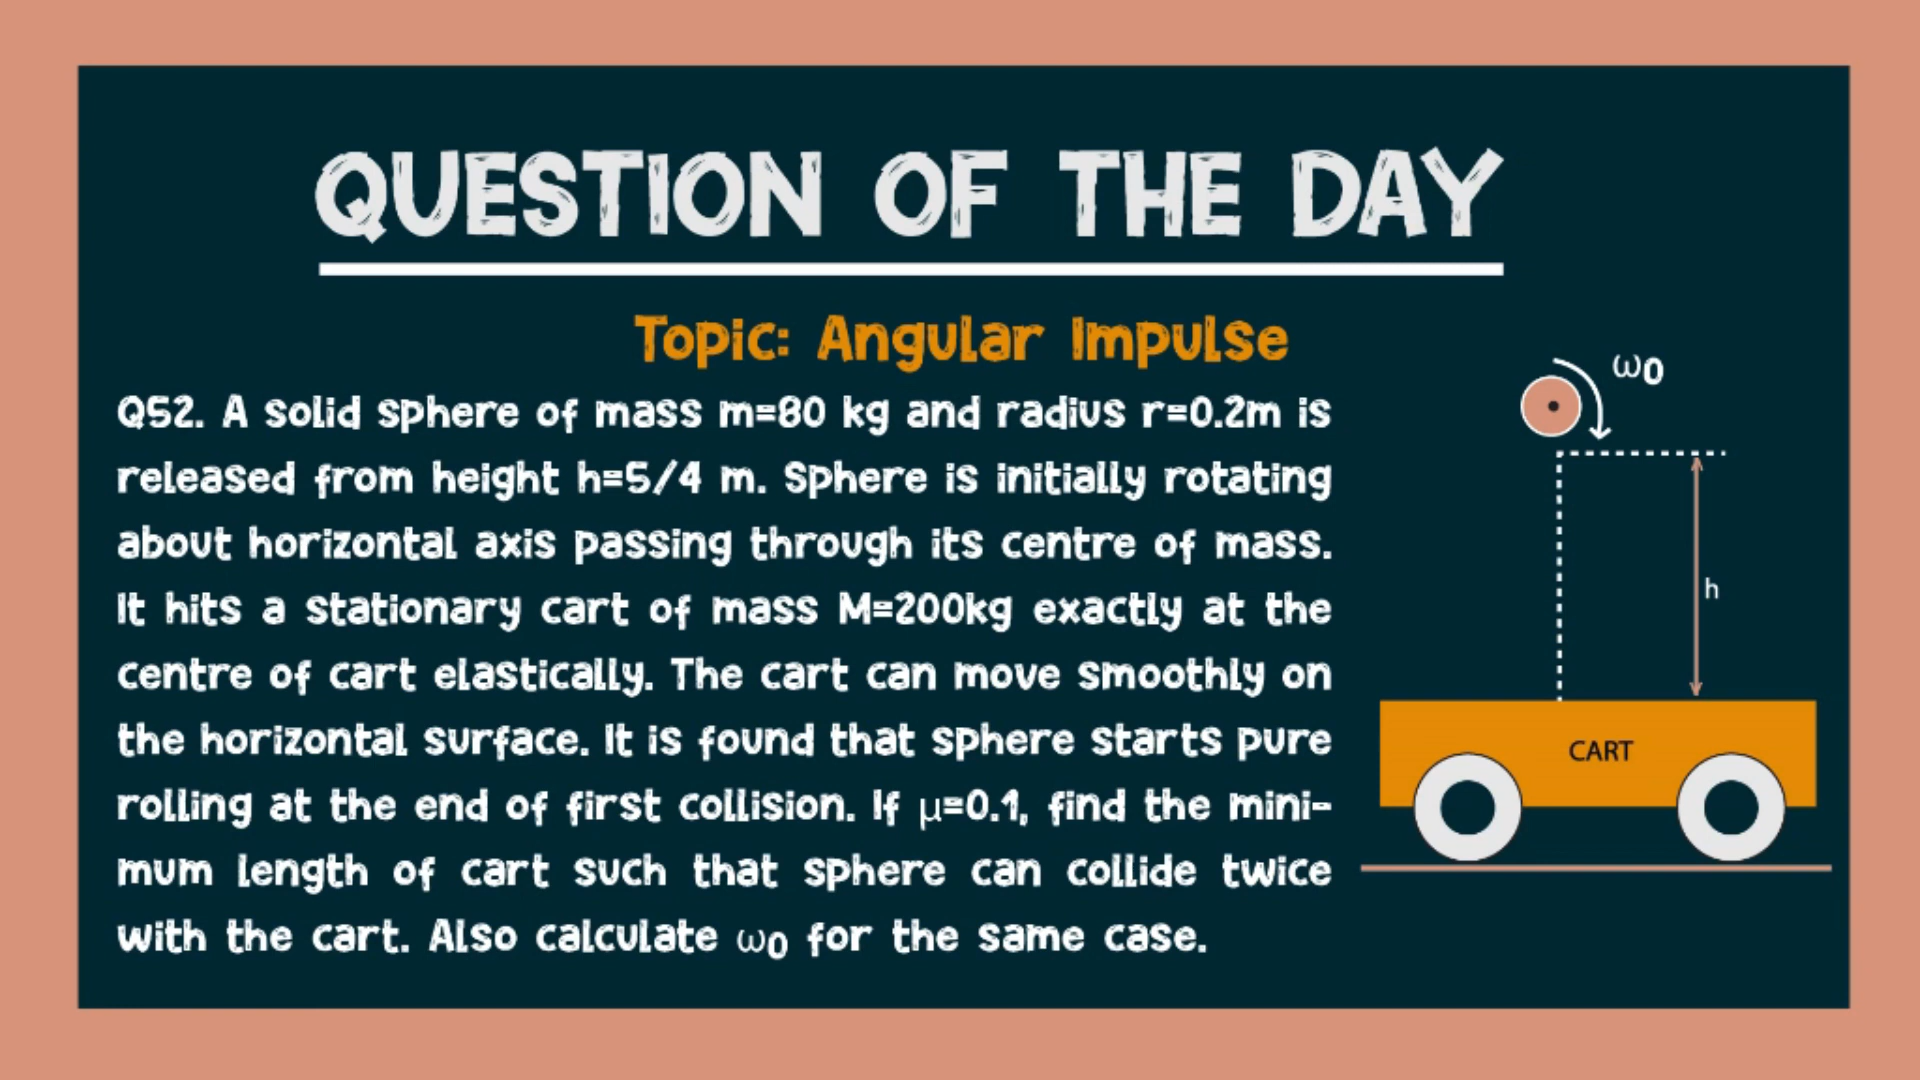 QUESTION OF THE DAY
Topic: Angular Impulse
Q52. A solid sphere of mass m=80 kg and radius r=0.2m is
released from height h=5/4 m. Sphere is initially rotating
about horizontal axis passing through its centre of mass.
It hits a stationary cart of mass M=200kg exactly at the
centre of cart elastically. The cart can move smoothly on
the horizontal surface. It is found that sphere starts pure
rolling at the end of first collision. If μ=0.1, find the mini-
mum length of cart such that sphere can collide twice
with the cart. Also calculate ω0 for the same case.
ω0
h
CART